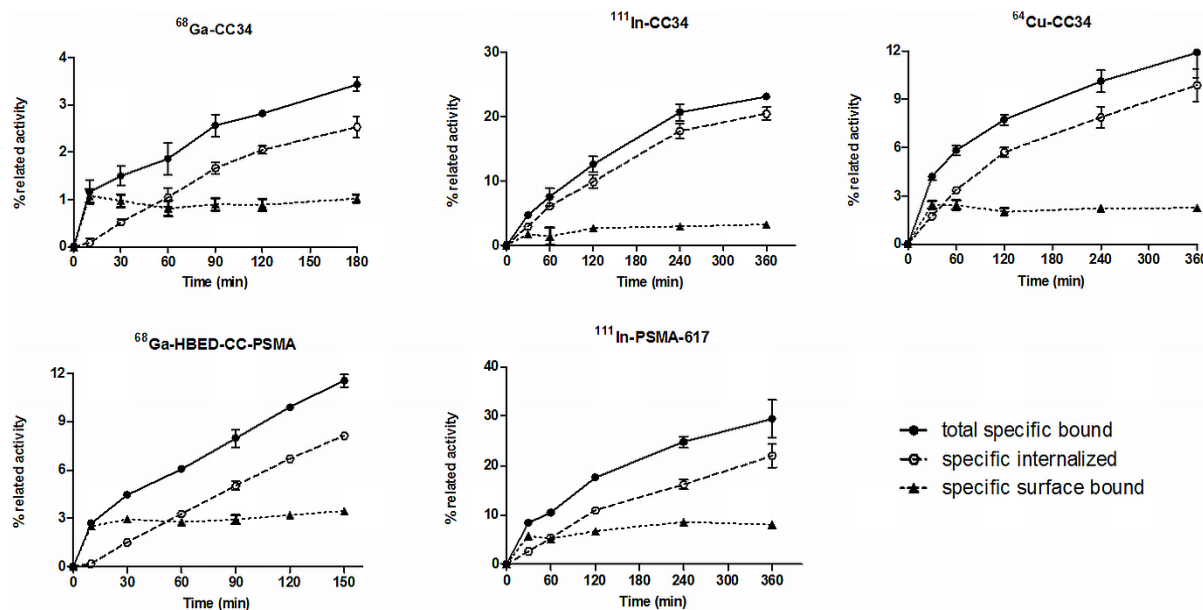 ⁶⁸Ga-CC34
4
3
2
1
0
% related activity
0 30 60 90 120 150 180
Time (min)
¹¹¹In-CC34
30
20
10
0
% related activity
0 60 120 180 240 300 360
Time (min)
⁶⁴Cu-CC34
12
9
6
3
0
% related activity
0 60 120 180 240 300 360
Time (min)
⁶⁸Ga-HBED-CC-PSMA
12
9
6
3
0
% related activity
0 30 60 90 120 150
Time (min)
¹¹¹In-PSMA-617
40
30
20
10
0
% related activity
0 60 120 180 240 300 360
Time (min)
total specific bound
specific internalized
specific surface bound